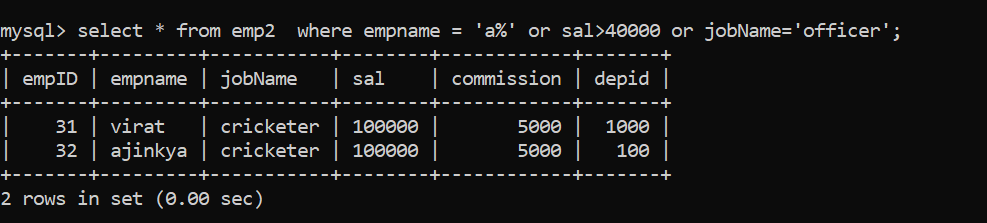 mysql> select * from emp2  where empname = 'a%' or sal>40000 or jobName='officer';
+-------+---------+-----------+--------+------------+-------+
| empID | empname | jobName   | sal    | commission | depid |
+-------+---------+-----------+--------+------------+-------+
|    31 | virat   | cricketer | 100000 |       5000 |  1000 |
|    32 | ajinkya | cricketer | 100000 |       5000 |   100 |
+-------+---------+-----------+--------+------------+-------+
2 rows in set (0.00 sec)